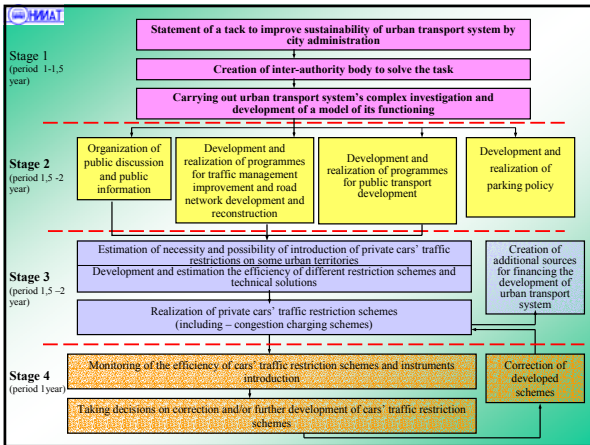 НИИАТ
Statement of a tack to improve sustainability of urban transport system by
city administration
Stage 1
(period 1-1,5
year)
Creation of inter-authority body to solve the task
Carrying out urban transport system's complex investigation and
development of a model of its functioning
Stage 2
(period 1,5 -2
year)
Organization of
public discussion
and public
information
Development and
realization of programmes
for traffic management
improvement and road
network development and
reconstruction
Development and
realization of programmes
for public transport
development
Development and
realization of
parking policy
Stage 3
(period 1,5 –2
year)
Estimation of necessity and possibility of introduction of private cars' traffic
restrictions on some urban territories
Development and estimation the efficiency of different restriction schemes and
technical solutions
Realization of private cars' traffic restriction schemes
(including – congestion charging schemes)
Creation of
additional sources
for financing the
development of
urban transport
system
Stage 4
(period 1year)
Monitoring of the efficiency of cars' traffic restriction schemes and instruments
introduction
Taking decisions on correction and/or further development of cars' traffic restriction
schemes
Correction of
developed
schemes